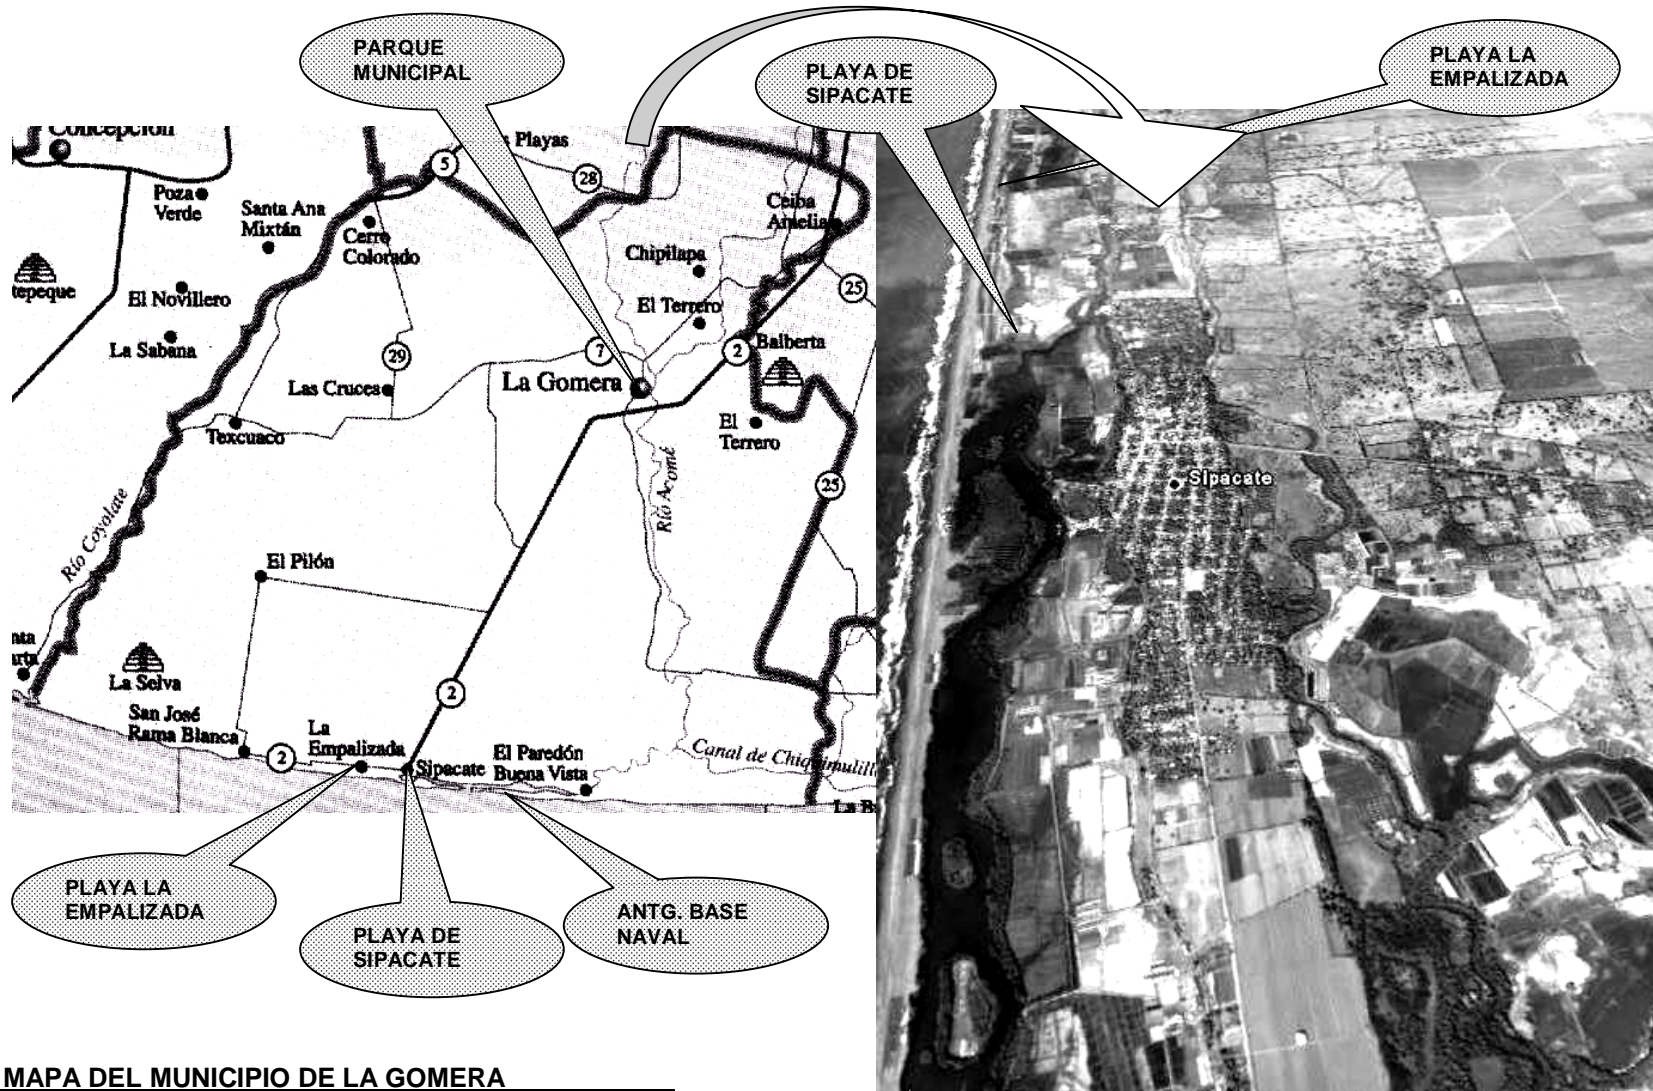 PARQUE
MUNICIPAL
PLAYA DE
SIPACATE
PLAYA LA
EMPALIZADA
Concepción
Playas
5
28
Poza
Verde
Santa Ana
Mixtán
Cerro
Colorado
Ceiba
Amelia
Chipilapa
tepeque
El Novillero
El Terrero
25
La Sabana
29
7
2
Balberta
Las Cruces
La Gomera
Texcuaco
El
Terrero
Río Coyolate
Río Acomé
25
Sipacate
El Pilón
La Selva
2
San José
Rama Blanca
2
La
Empalizada
Sipacate
El Paredón
Buena Vista
Canal de Chiquimulill
La B
PLAYA LA
EMPALIZADA
PLAYA DE
SIPACATE
ANTG. BASE
NAVAL
MAPA DEL MUNICIPIO DE LA GOMERA